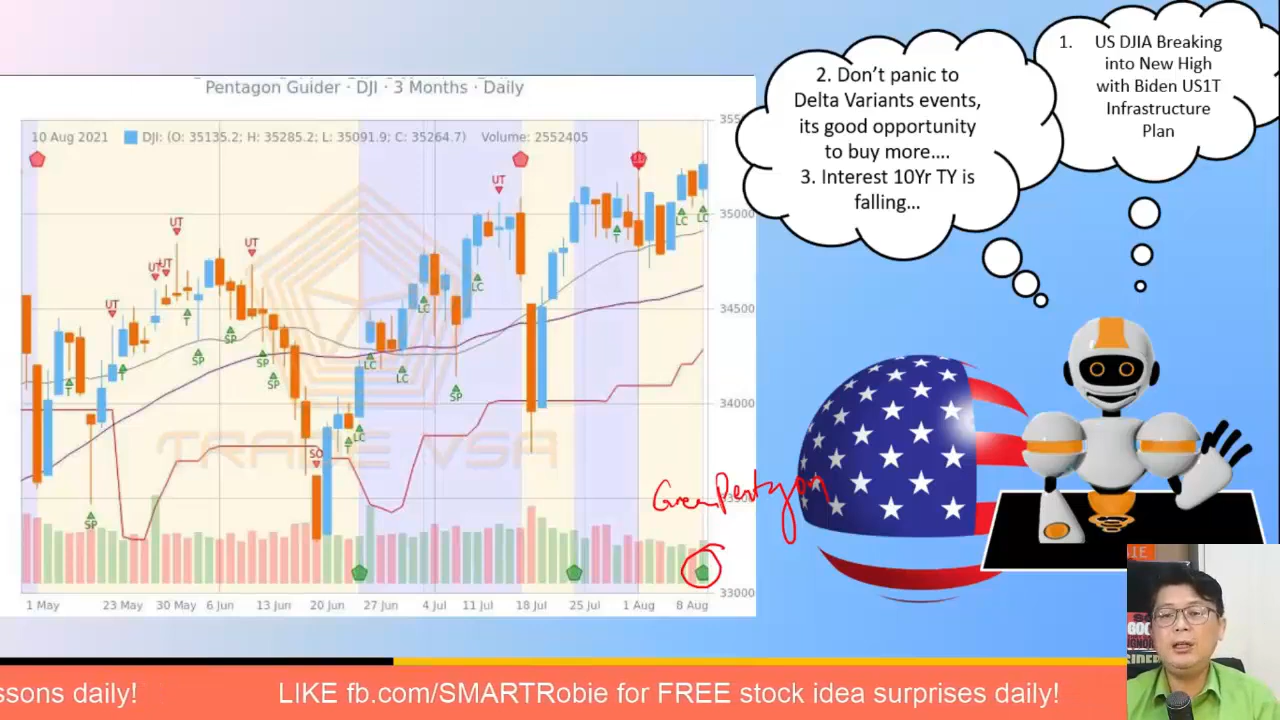 Pentagon Guider · DJI · 3 Months · Daily
10 Aug 2021 DJI: (O: 35135.2; H: 35285.2; L: 35091.9; C: 35264.7) Volume: 2552405
UT
UT
UT
UT
UT
UT
T
T
T
SP
SP
SP
SP
SP
SO
T
LC
LC
LC
LC
SP
LC
T
LC
LC
35000
34500
34000
33000
TRADE VSA
Green Pentagon
1 May 23 May 30 May 6 Jun 13 Jun 20 Jun 27 Jun 4 Jul 11 Jul 18 Jul 25 Jul 1 Aug 8 Aug
1. US DJIA Breaking
into New High
with Biden US1T
Infrastructure
Plan
2. Don't panic to
Delta Variants events,
its good opportunity
to buy more....
3. Interest 10Yr TY is
falling...
ssons daily! LIKE fb.com/SMARTRobie for FREE stock idea surprises daily!